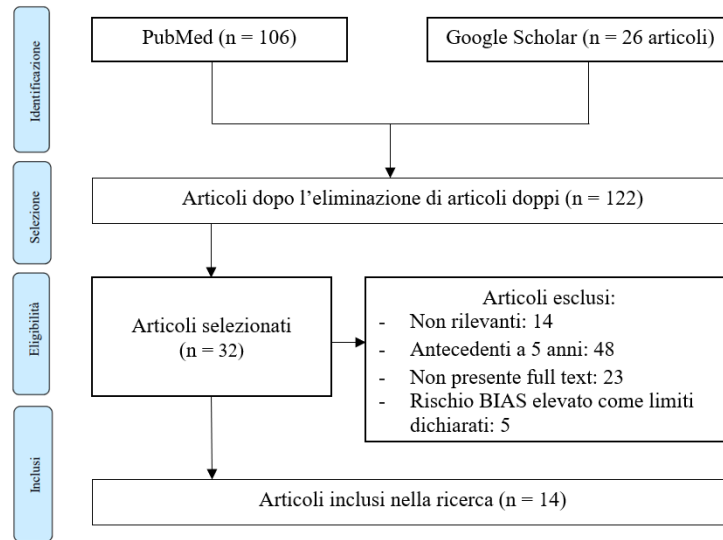 Identificazione
PubMed (n = 106)
Google Scholar (n = 26 articoli)
Selezione
Articoli dopo l’eliminazione di articoli doppi (n = 122)
Eligibilità
Articoli selezionati
(n = 32)
Articoli esclusi:
- Non rilevanti: 14
- Antecedenti a 5 anni: 48
- Non presente full text: 23
- Rischio BIAS elevato come limiti
dichiarati: 5
Inclusi
Articoli inclusi nella ricerca (n = 14)